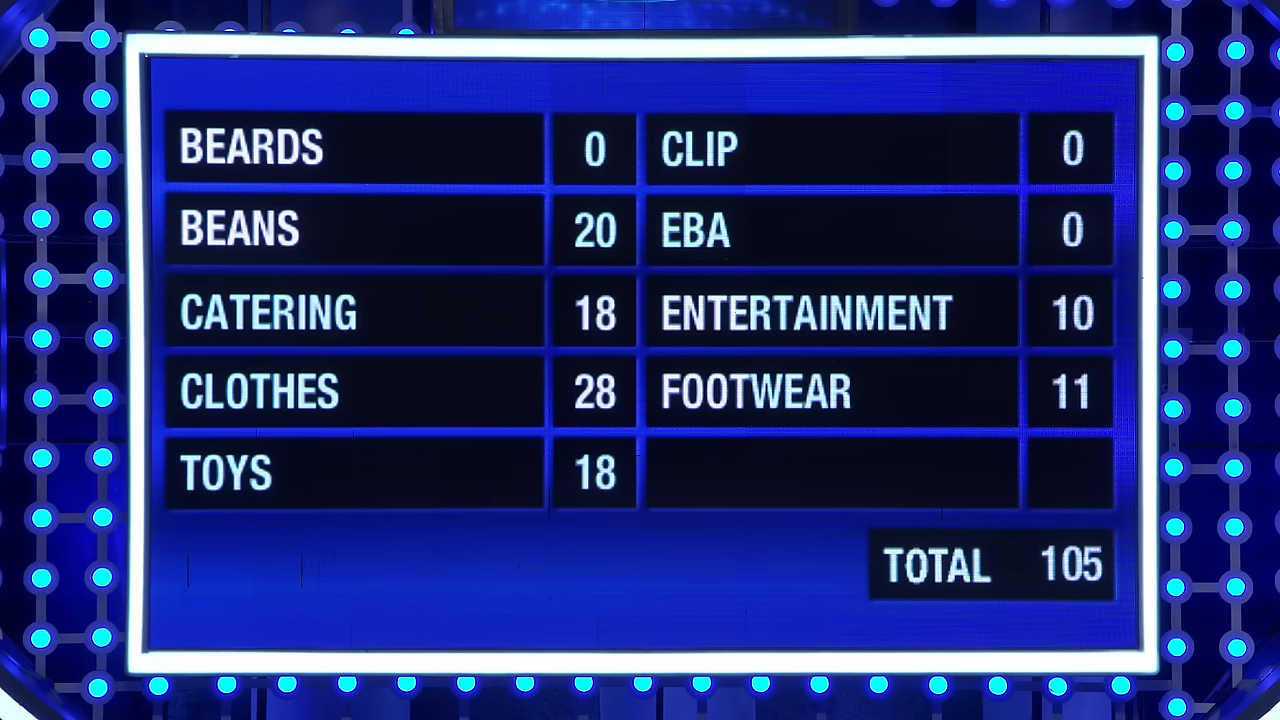 BEARDS 0
BEANS 20
CATERING 18
CLOTHES 28
TOYS 18
CLIP 0
EBA 0
ENTERTAINMENT 10
FOOTWEAR 11
TOTAL 105